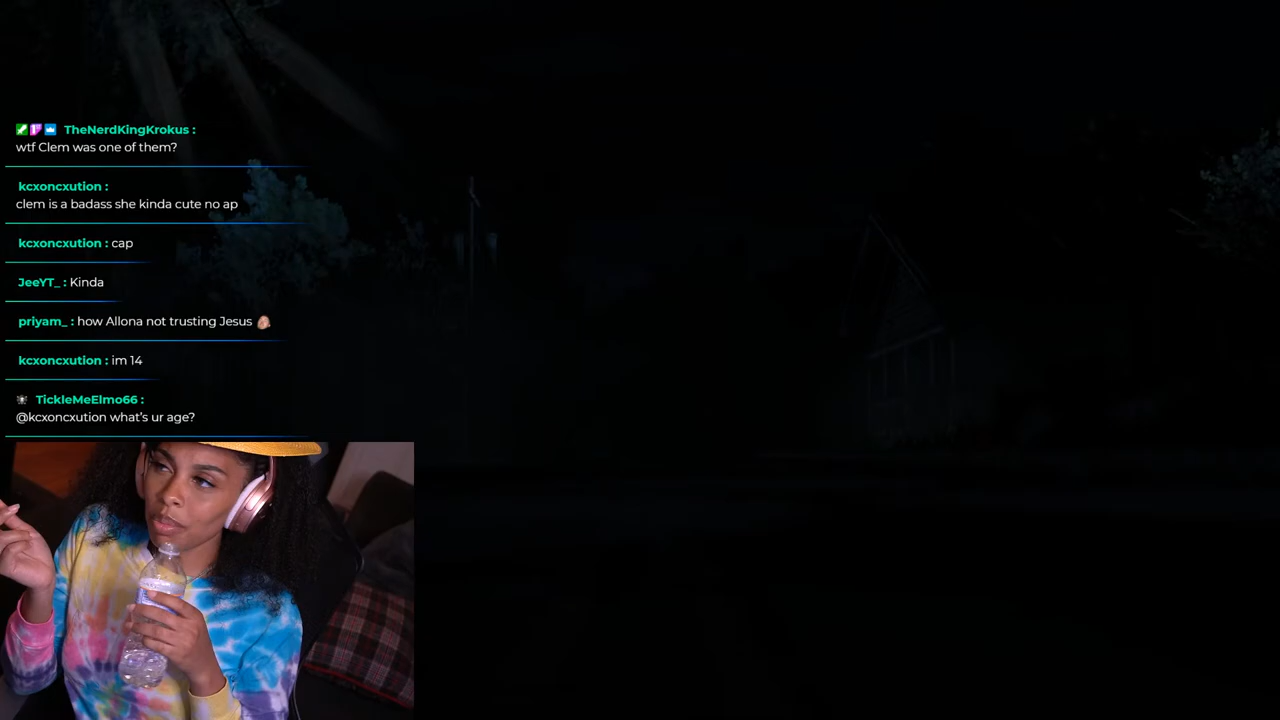 TheNerdKingKrokus :
wtf Clem was one of them?
kcxoncxution :
clem is a badass she kinda cute no ap
kcxoncxution : cap
JeeYT_ : Kinda
priyam_ : how Allona not trusting Jesus
kcxoncxution : im 14
TickleMeElmo66 :
@kcxoncxution what's ur age?